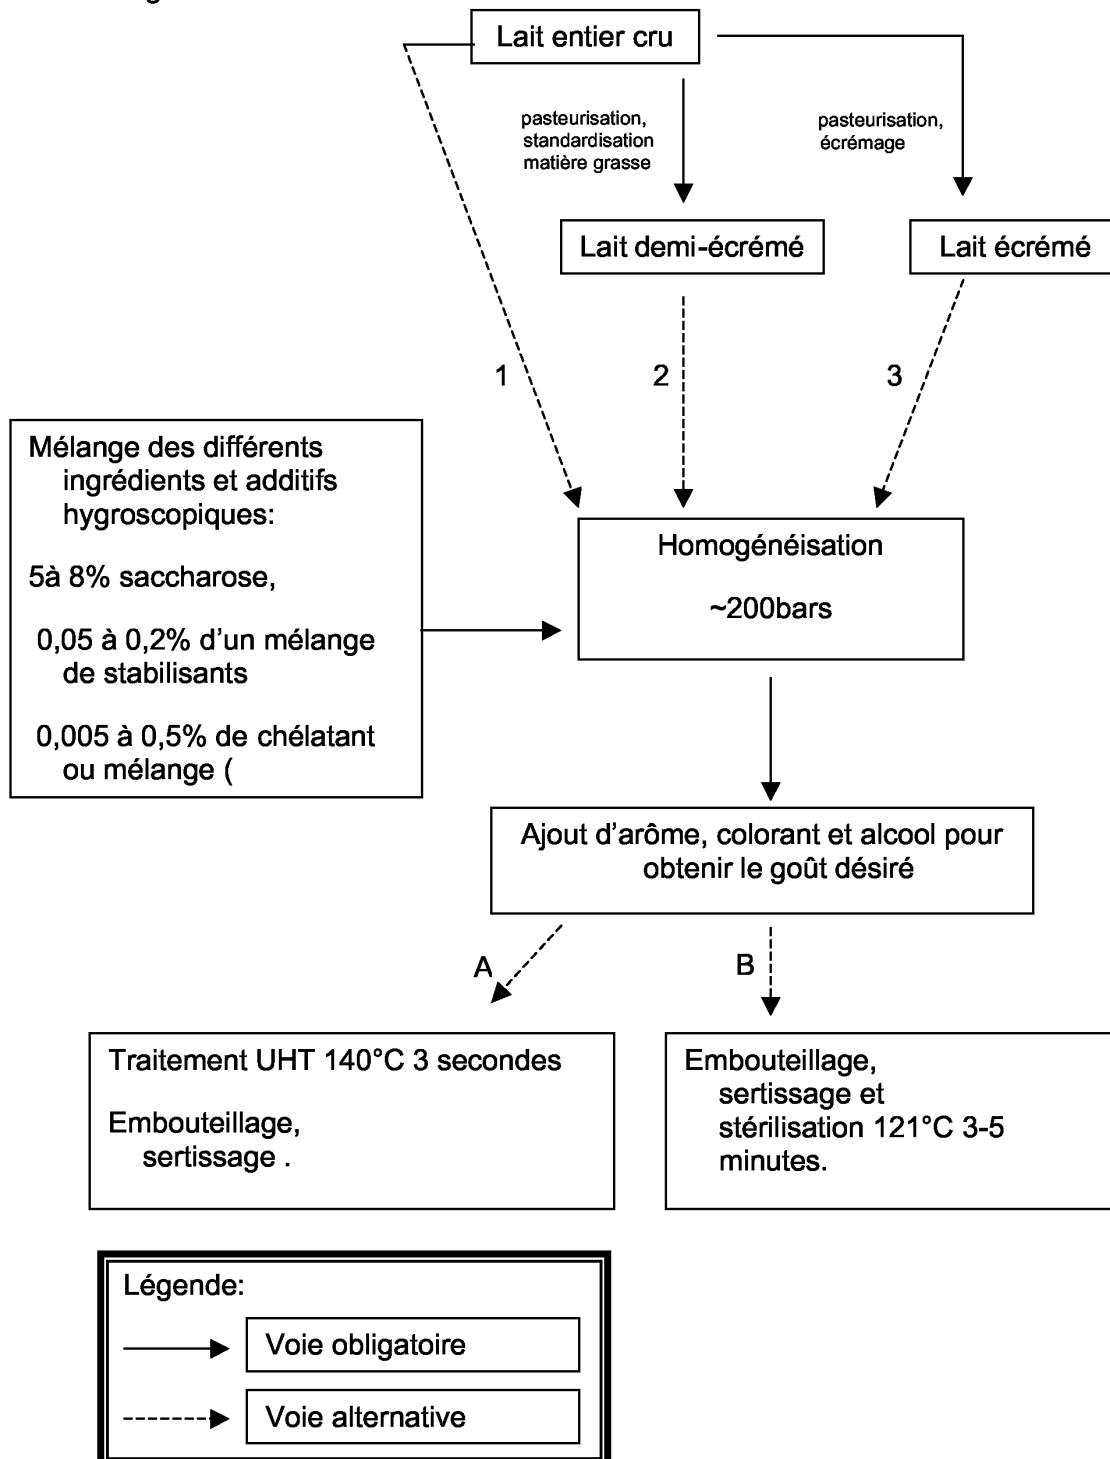 Lait entier cru
pasteurisation,
standardisation
matière grasse
pasteurisation,
écrémage
Lait demi-écrémé
Lait écrémé
1
2
3
Mélange des différents
ingrédients et additifs
hygroscopiques:
5à 8% saccharose,
0,05 à 0,2% d'un mélange
de stabilisants
0,005 à 0,5% de chélatant
ou mélange (
Homogénéisation
~200bars
Ajout d'arôme, colorant et alcool pour
obtenir le goût désiré
A
B
Traitement UHT 140°C 3 secondes
Embouteillage,
sertissage .
Embouteillage,
sertissage et
stérilisation 121°C 3-5
minutes.
Légende:
Voie obligatoire
Voie alternative